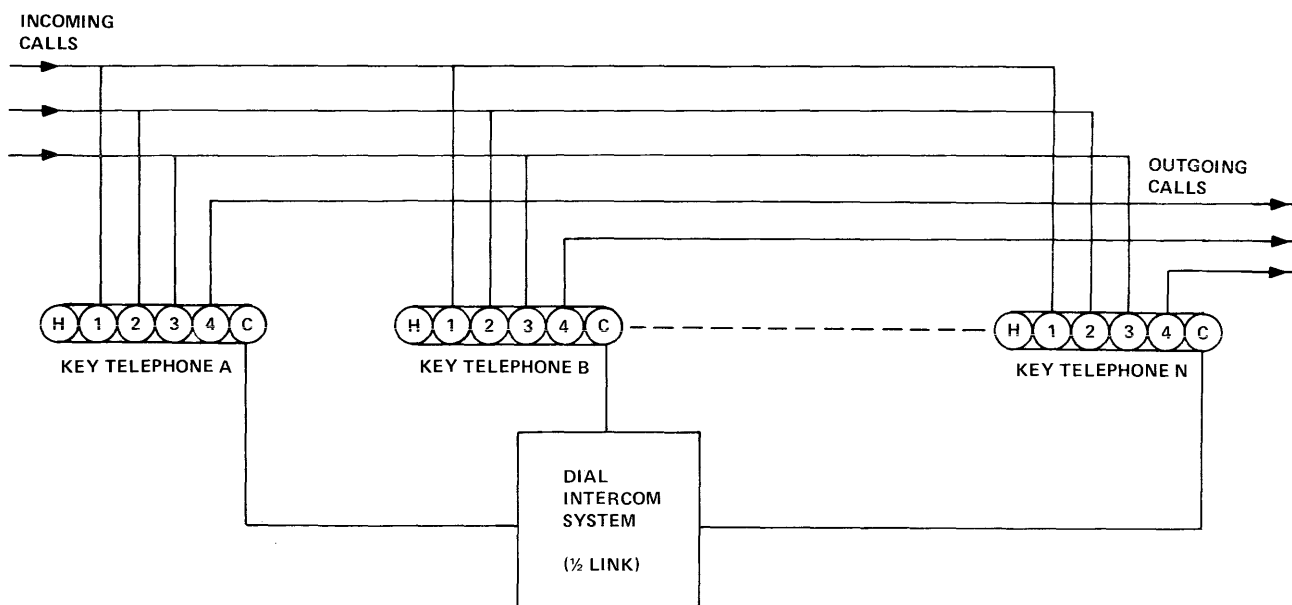 INCOMING
CALLS
OUTGOING
CALLS
H 1 2 3 4 C
H 1 2 3 4 C
H 1 2 3 4 C
KEY TELEPHONE A
KEY TELEPHONE B
KEY TELEPHONE N
DIAL
INTERCOM
SYSTEM
(½ LINK)